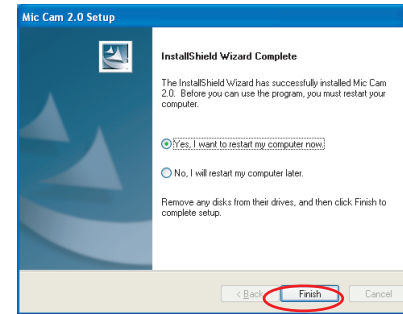 Mic Cam 2.0 Setup
InstallShield Wizard Complete
The InstallShield Wizard has successfully installed Mic Cam
2.0. Before you can use the program, you must restart your
computer.
Yes, I want to restart my computer now.
No, I will restart my computer later.
Remove any disks from their drives, and then click Finish to
complete setup.
< Back
Finish
Cancel